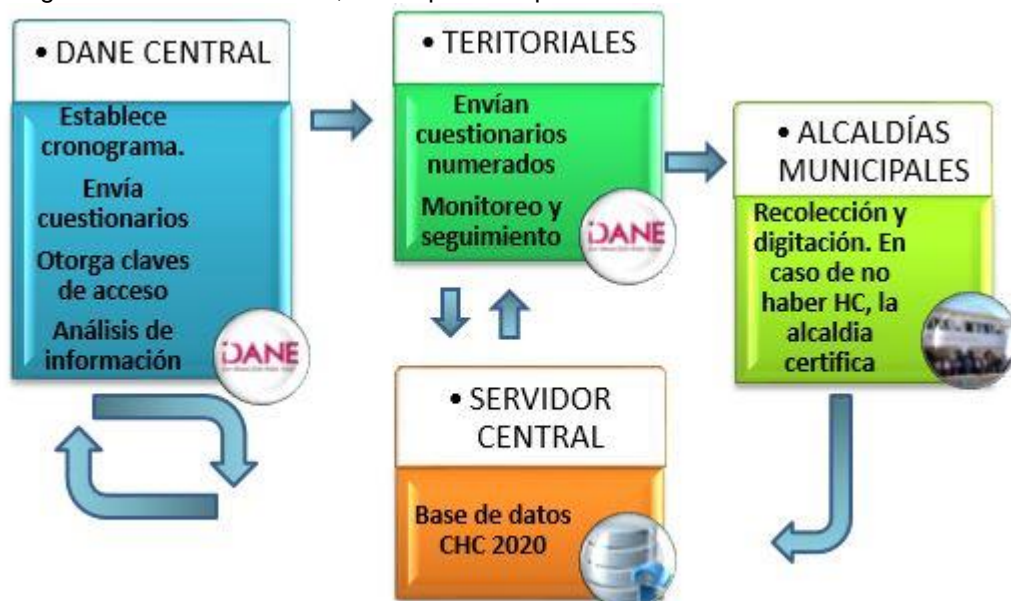 • DANE CENTRAL
Establece
cronograma.
Envía
cuestionarios
Otorga claves
de acceso
Análisis de
información
DANE
• TERITORIALES
Envían
cuestionarios
numerados
Monitoreo y
seguimiento
DANE
• ALCALDÍAS
MUNICIPALES
Recolección y
digitación. En
caso de no
haber HC, la
alcaldia
certifica
• SERVIDOR
CENTRAL
Base de datos
CHC 2020